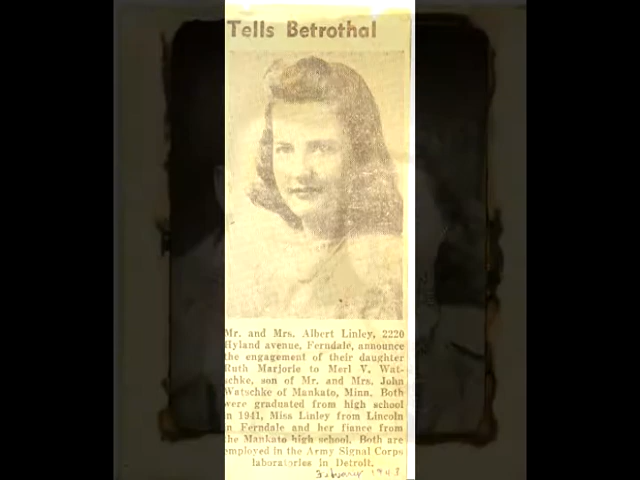 Tells Betrothal
Mr. and Mrs. Albert Linley, 2220
Hyland avenue, Ferndale, announce
the engagement of their daughter
Ruth Marjorie to Merl V. Wat-
schke, son of Mr. and Mrs. John
Watschke of Mankato, Minn. Both
were graduated from high school
in 1941, Miss Linley from Lincoln
in Ferndale and her fiance from
the Mankato high school. Both are
employed in the Army Signal Corps
laboratories in Detroit.